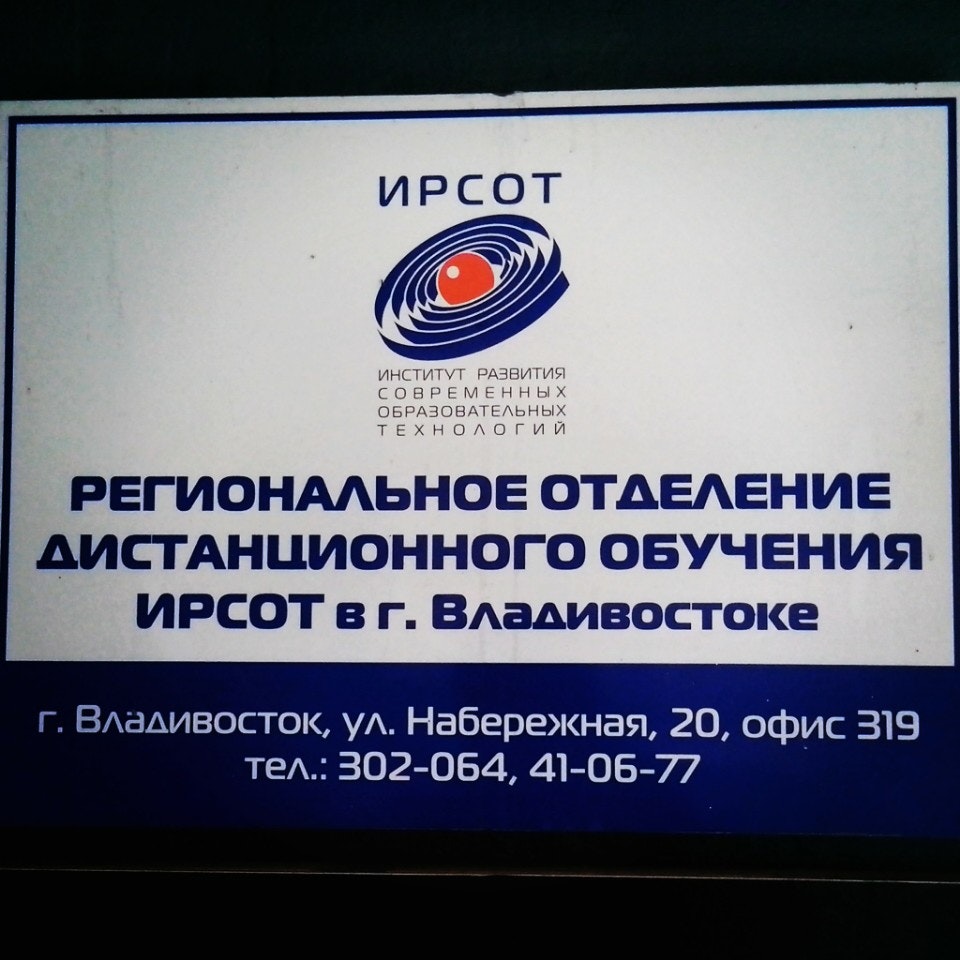 ИРСОТ
ИНСТИТУТ РАЗВИТИЯ
СОВРЕМЕННЫХ
ОБРАЗОВАТЕЛЬНЫХ
ТЕХНОЛОГИЙ
РЕГИОНАЛЬНОЕ ОТДЕЛЕНИЕ
ДИСТАНЦИОННОГО ОБУЧЕНИЯ
ИРСОТ в г. Владивостоке
г. Владивосток, ул. Набережная, 20, офис 319
тел.: 302-064, 41-06-77